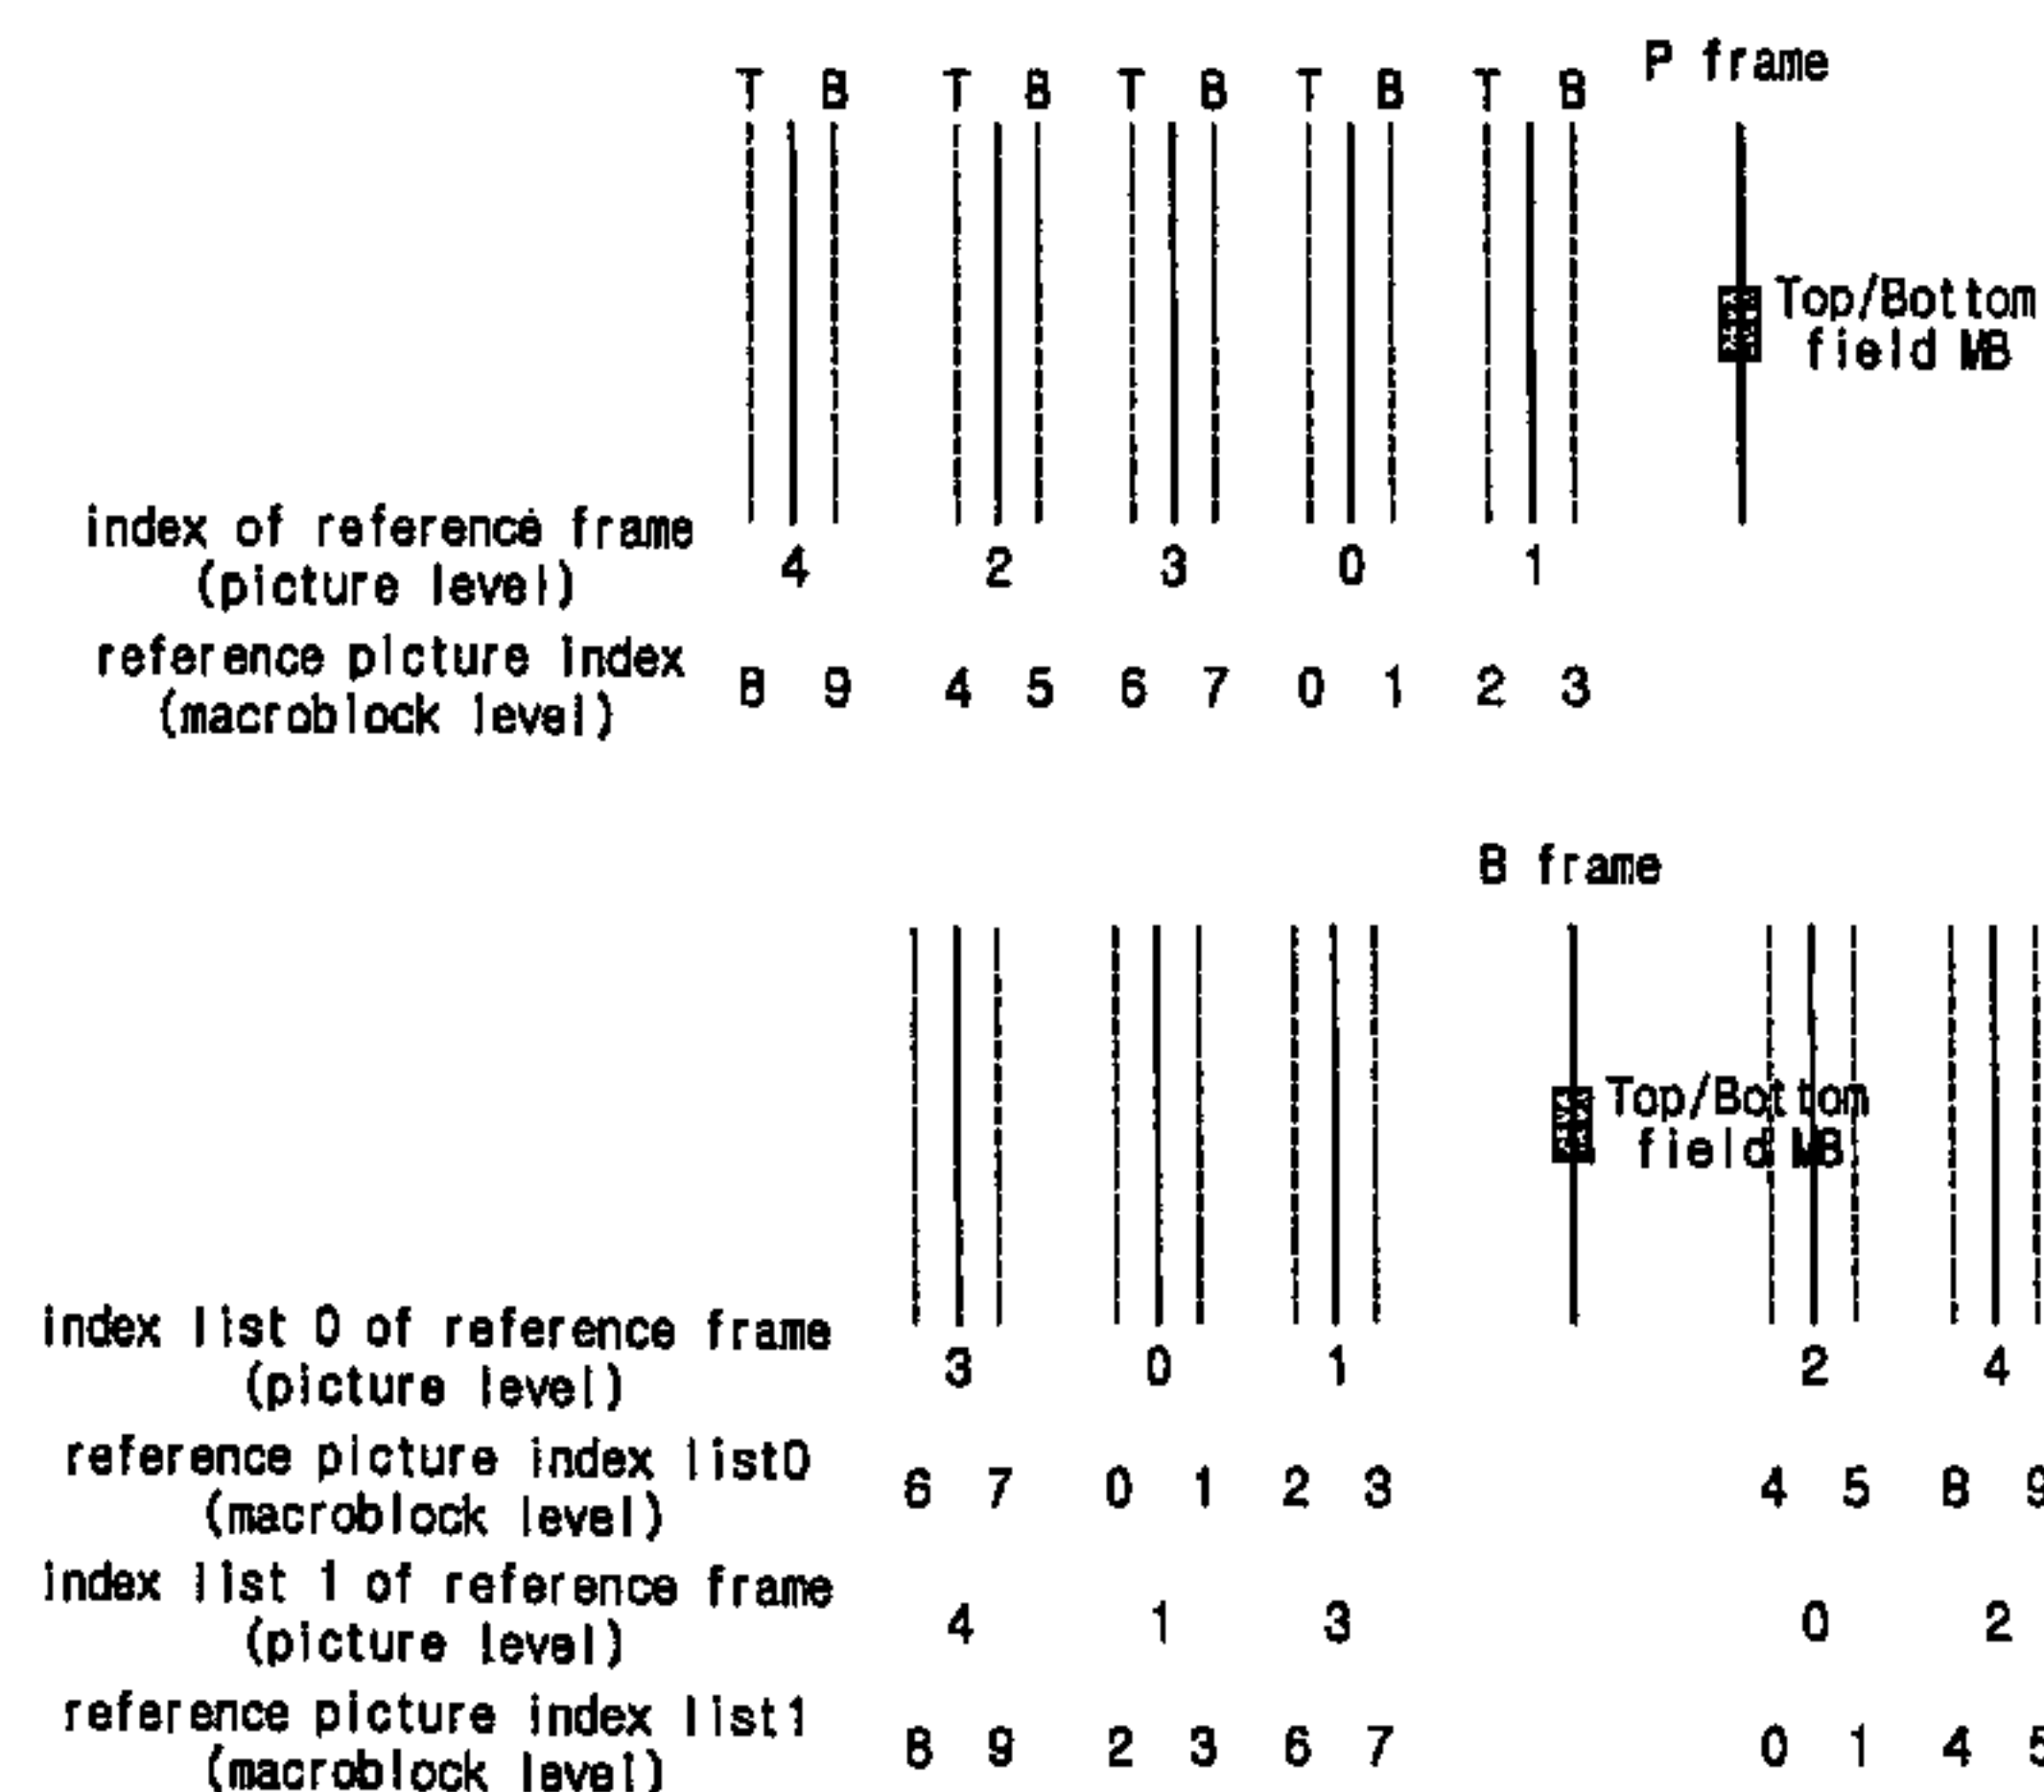 P frame
T B T B T B T B T B
Top/Bottom
field MB
index of reference frame
(picture level)
4 2 3 0 1
reference picture index
(macroblock level)
8 9 4 5 6 7 0 1 2 3
B frame
Top/Bottom
field MB
index list 0 of reference frame
(picture level)
3 0 1 2 4
reference picture index list0
(macroblock level)
6 7 0 1 2 3 4 5 8 9
index list 1 of reference frame
(picture level)
4 1 3 0 2
reference picture index list1
(macroblock level)
8 9 2 3 6 7 0 1 4 5